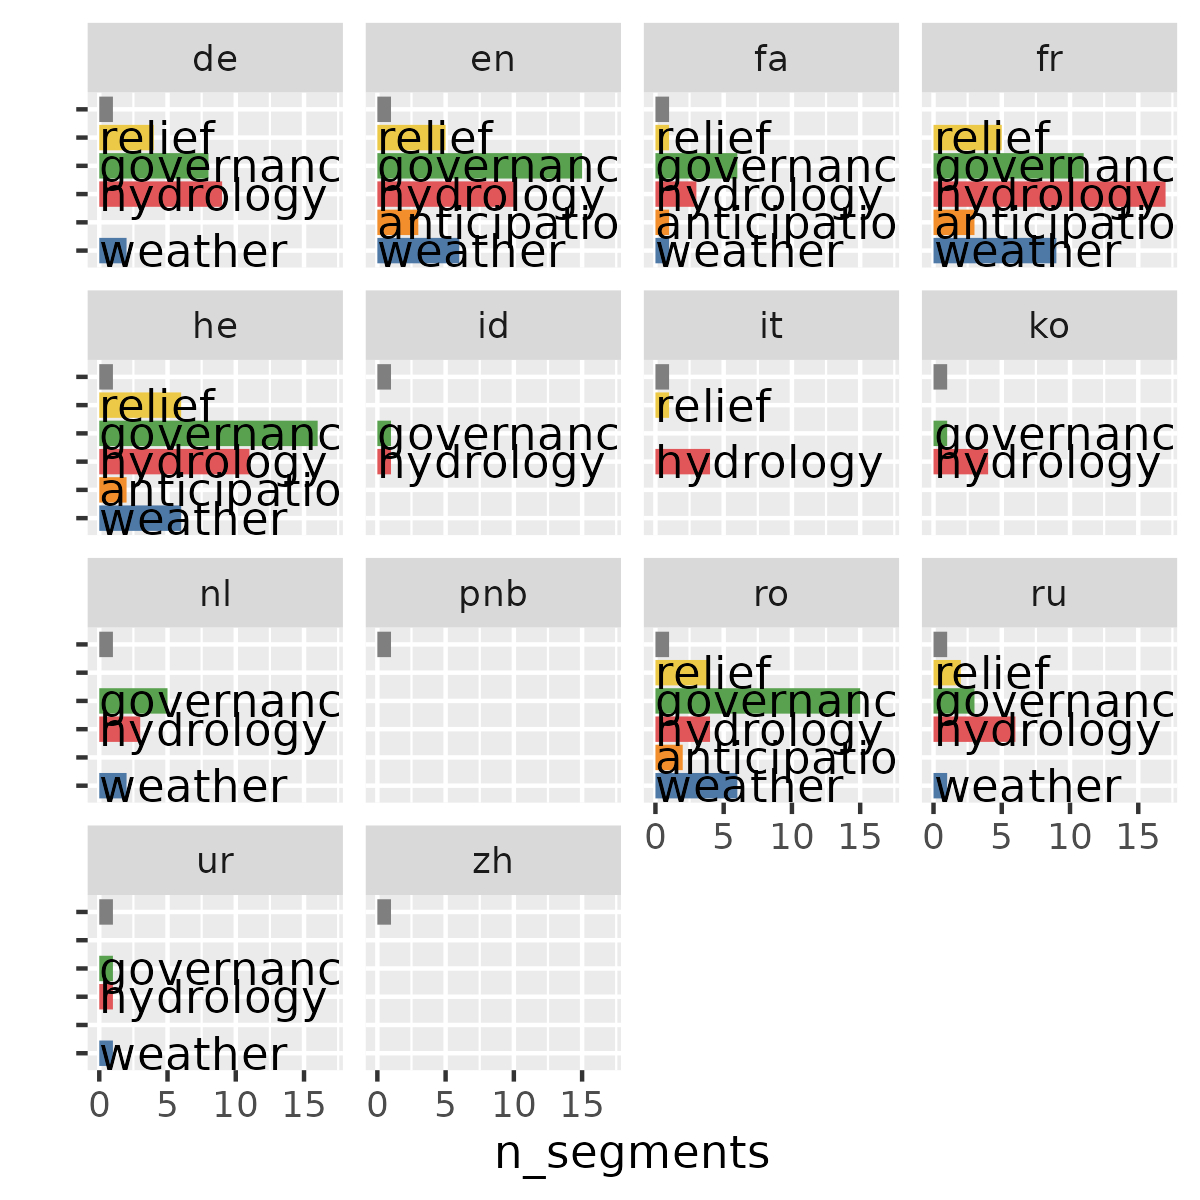 de
relief
governanc
hydrology
weather
en
relief
governanc
hydrology
anticipatio
weather
fa
relief
governanc
hydrology
anticipatio
weather
fr
relief
governanc
hydrology
anticipatio
weather
he
relief
governanc
hydrology
anticipatio
weather
id
governanc
hydrology
it
relief
hydrology
ko
governanc
hydrology
nl
governanc
hydrology
weather
pnb
ro
relief
governanc
hydrology
anticipatio
weather
0 5 10 15
ru
relief
governanc
hydrology
weather
0 5 10 15
ur
governanc
hydrology
weather
0 5 10 15
zh
0 5 10 15
n_segments